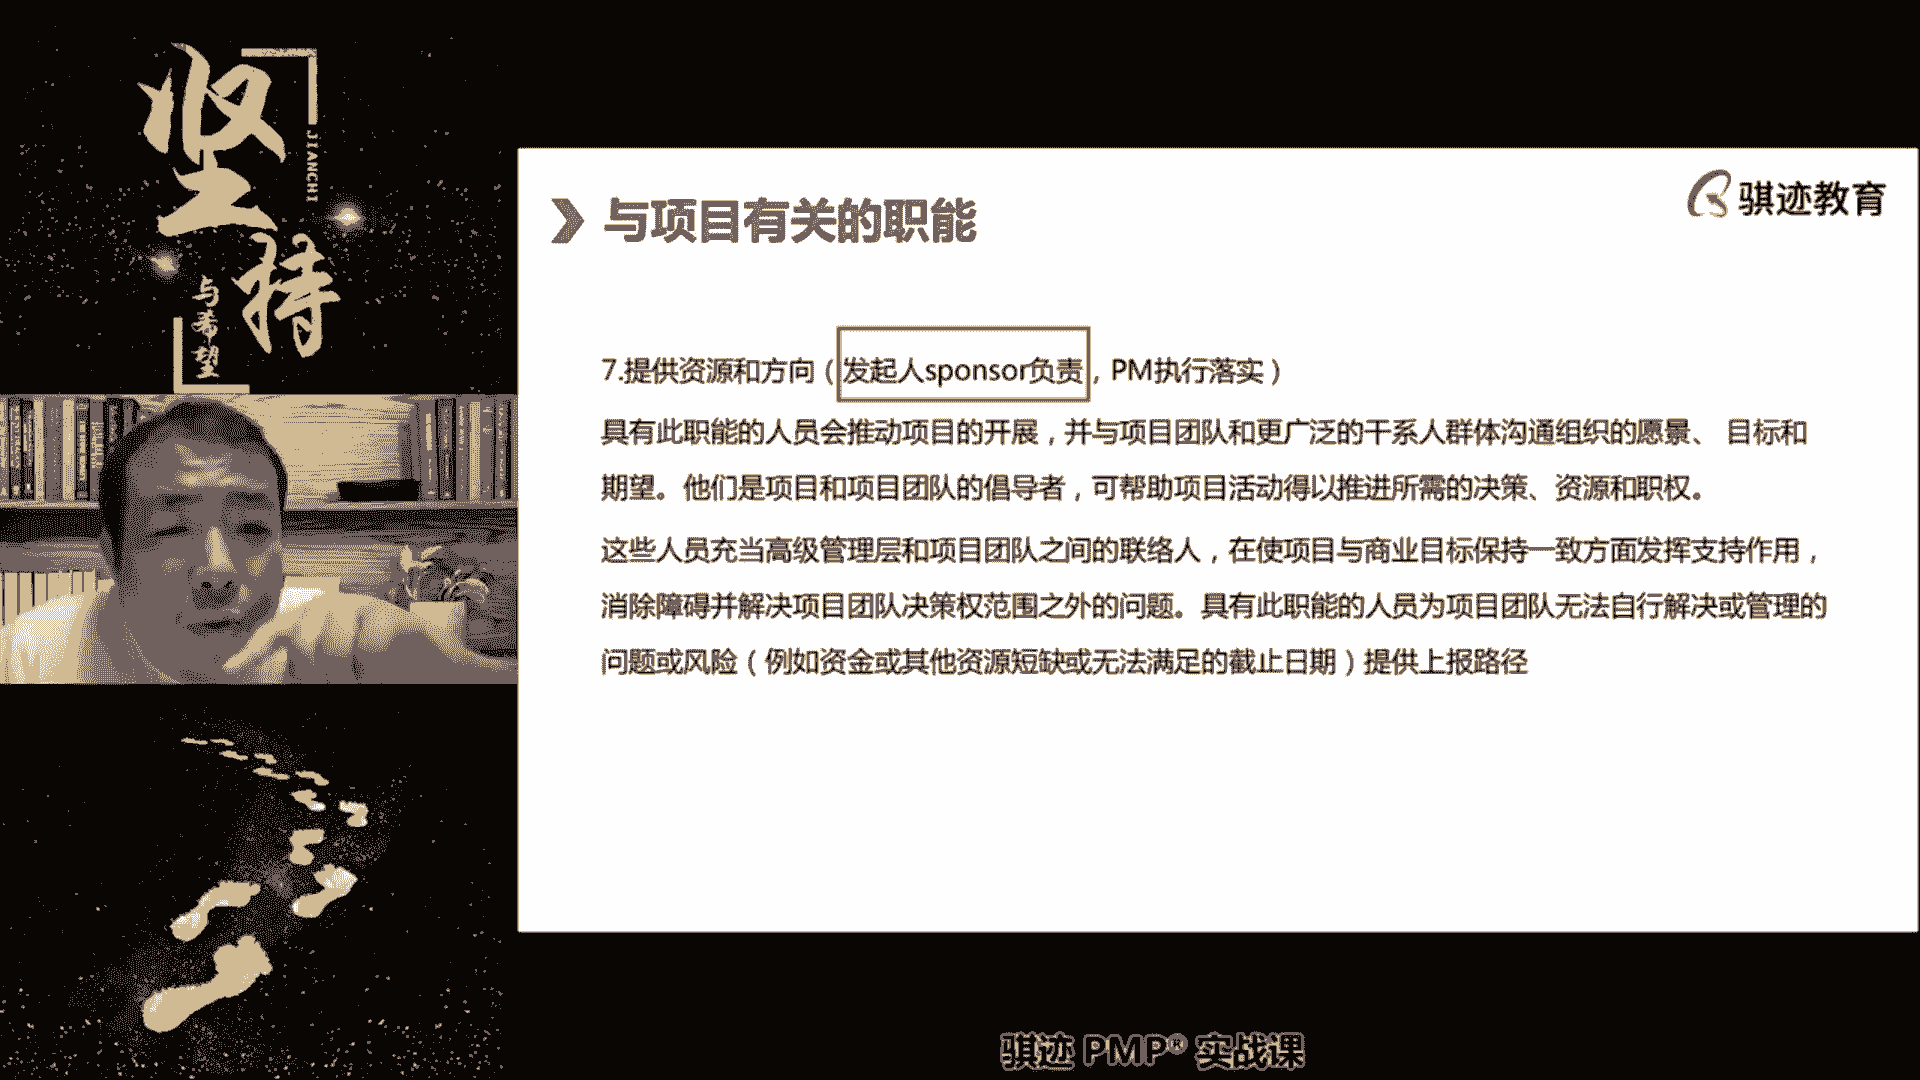 坚持
JIANCHI
与希望
骐迹教育
与项目有关的职能
7.提供资源和方向（发起人sponsor负责，PM执行落实）
具有此职能的人员会推动项目的开展，并与项目团队和更广泛的干系人群体沟通组织的愿景、 目标和
期望。他们是项目和项目团队的倡导者，可帮助项目活动得以推进所需的决策、资源和职权。
这些人员充当高级管理层和项目团队之间的联络人，在使项目与商业目标保持一致方面发挥支持作用，
消除障碍并解决项目团队决策权范围之外的问题。具有此职能的人员为项目团队无法自行解决或管理的
问题或风险（例如资金或其他资源短缺或无法满足的截止日期）提供上报路径
骐迹 PMP® 实战课